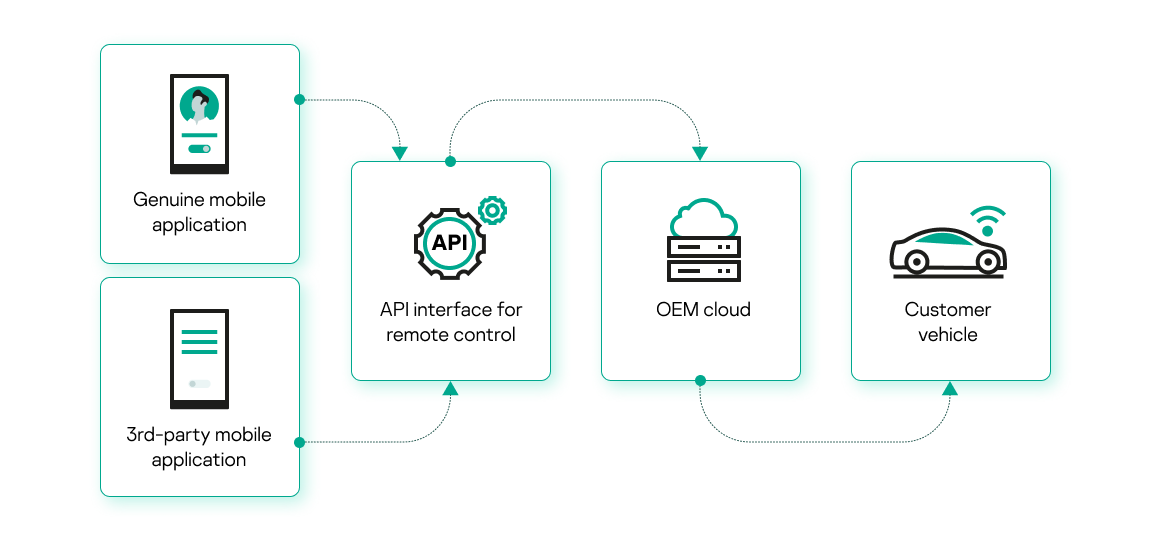 Genuine mobile
application
3rd-party mobile
application
API
API interface for
remote control
OEM cloud
Customer
vehicle